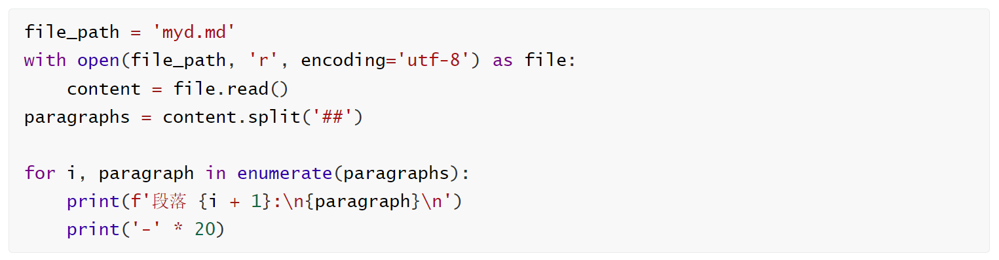 file_path = 'myd.md'
with open(file_path, 'r', encoding='utf-8') as file:
    content = file.read()
paragraphs = content.split('##')

for i, paragraph in enumerate(paragraphs):
    print(f'段落 {i + 1}:\n{paragraph}\n')
    print('-' * 20)